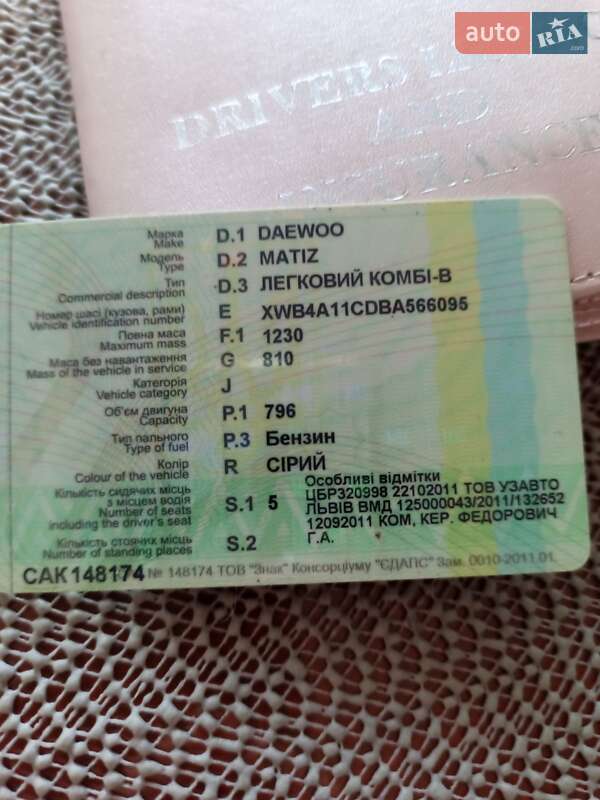 auto RIA.com
DRIVERS
AND
INSURANCE
Марка
Make
D.1 DAEWOO
Модель
Type
D.2 MATIZ
Тип
Commercial description
D.3 ЛЕГКОВИЙ КОМБІ-В
Номер шасі (кузова, рами)
Vehicle identification number
E XWB4A11CDBA566095
Повна маса
Maximum mass
F.1 1230
Маса без навантаження
Mass of the vehicle in service
G 810
Категорія
Vehicle category
J
Об'єм двигуна
Capacity
P.1 796
Тип пального
Type of fuel
P.3 Бензин
Колір
Colour of the vehicle
R СІРИЙ
Кількість сидячих місць
з місцем водія
Number of seats
including the driver's seat
S.1 5
Особливі відмітки
ЦБР320998 22102011 ТОВ УЗАВТО
ЛЬВІВ ВМД 125000043/2011/132652
12092011 КОМ, КЕР. ФЕДОРОВИЧ
Г.А.
Кількість стоячих місць
Number of standing places
S.2
САК148174 № 148174 ТОВ "Знак" Консорціуму "ЄДАПС" Зам. 0010-2011.01.